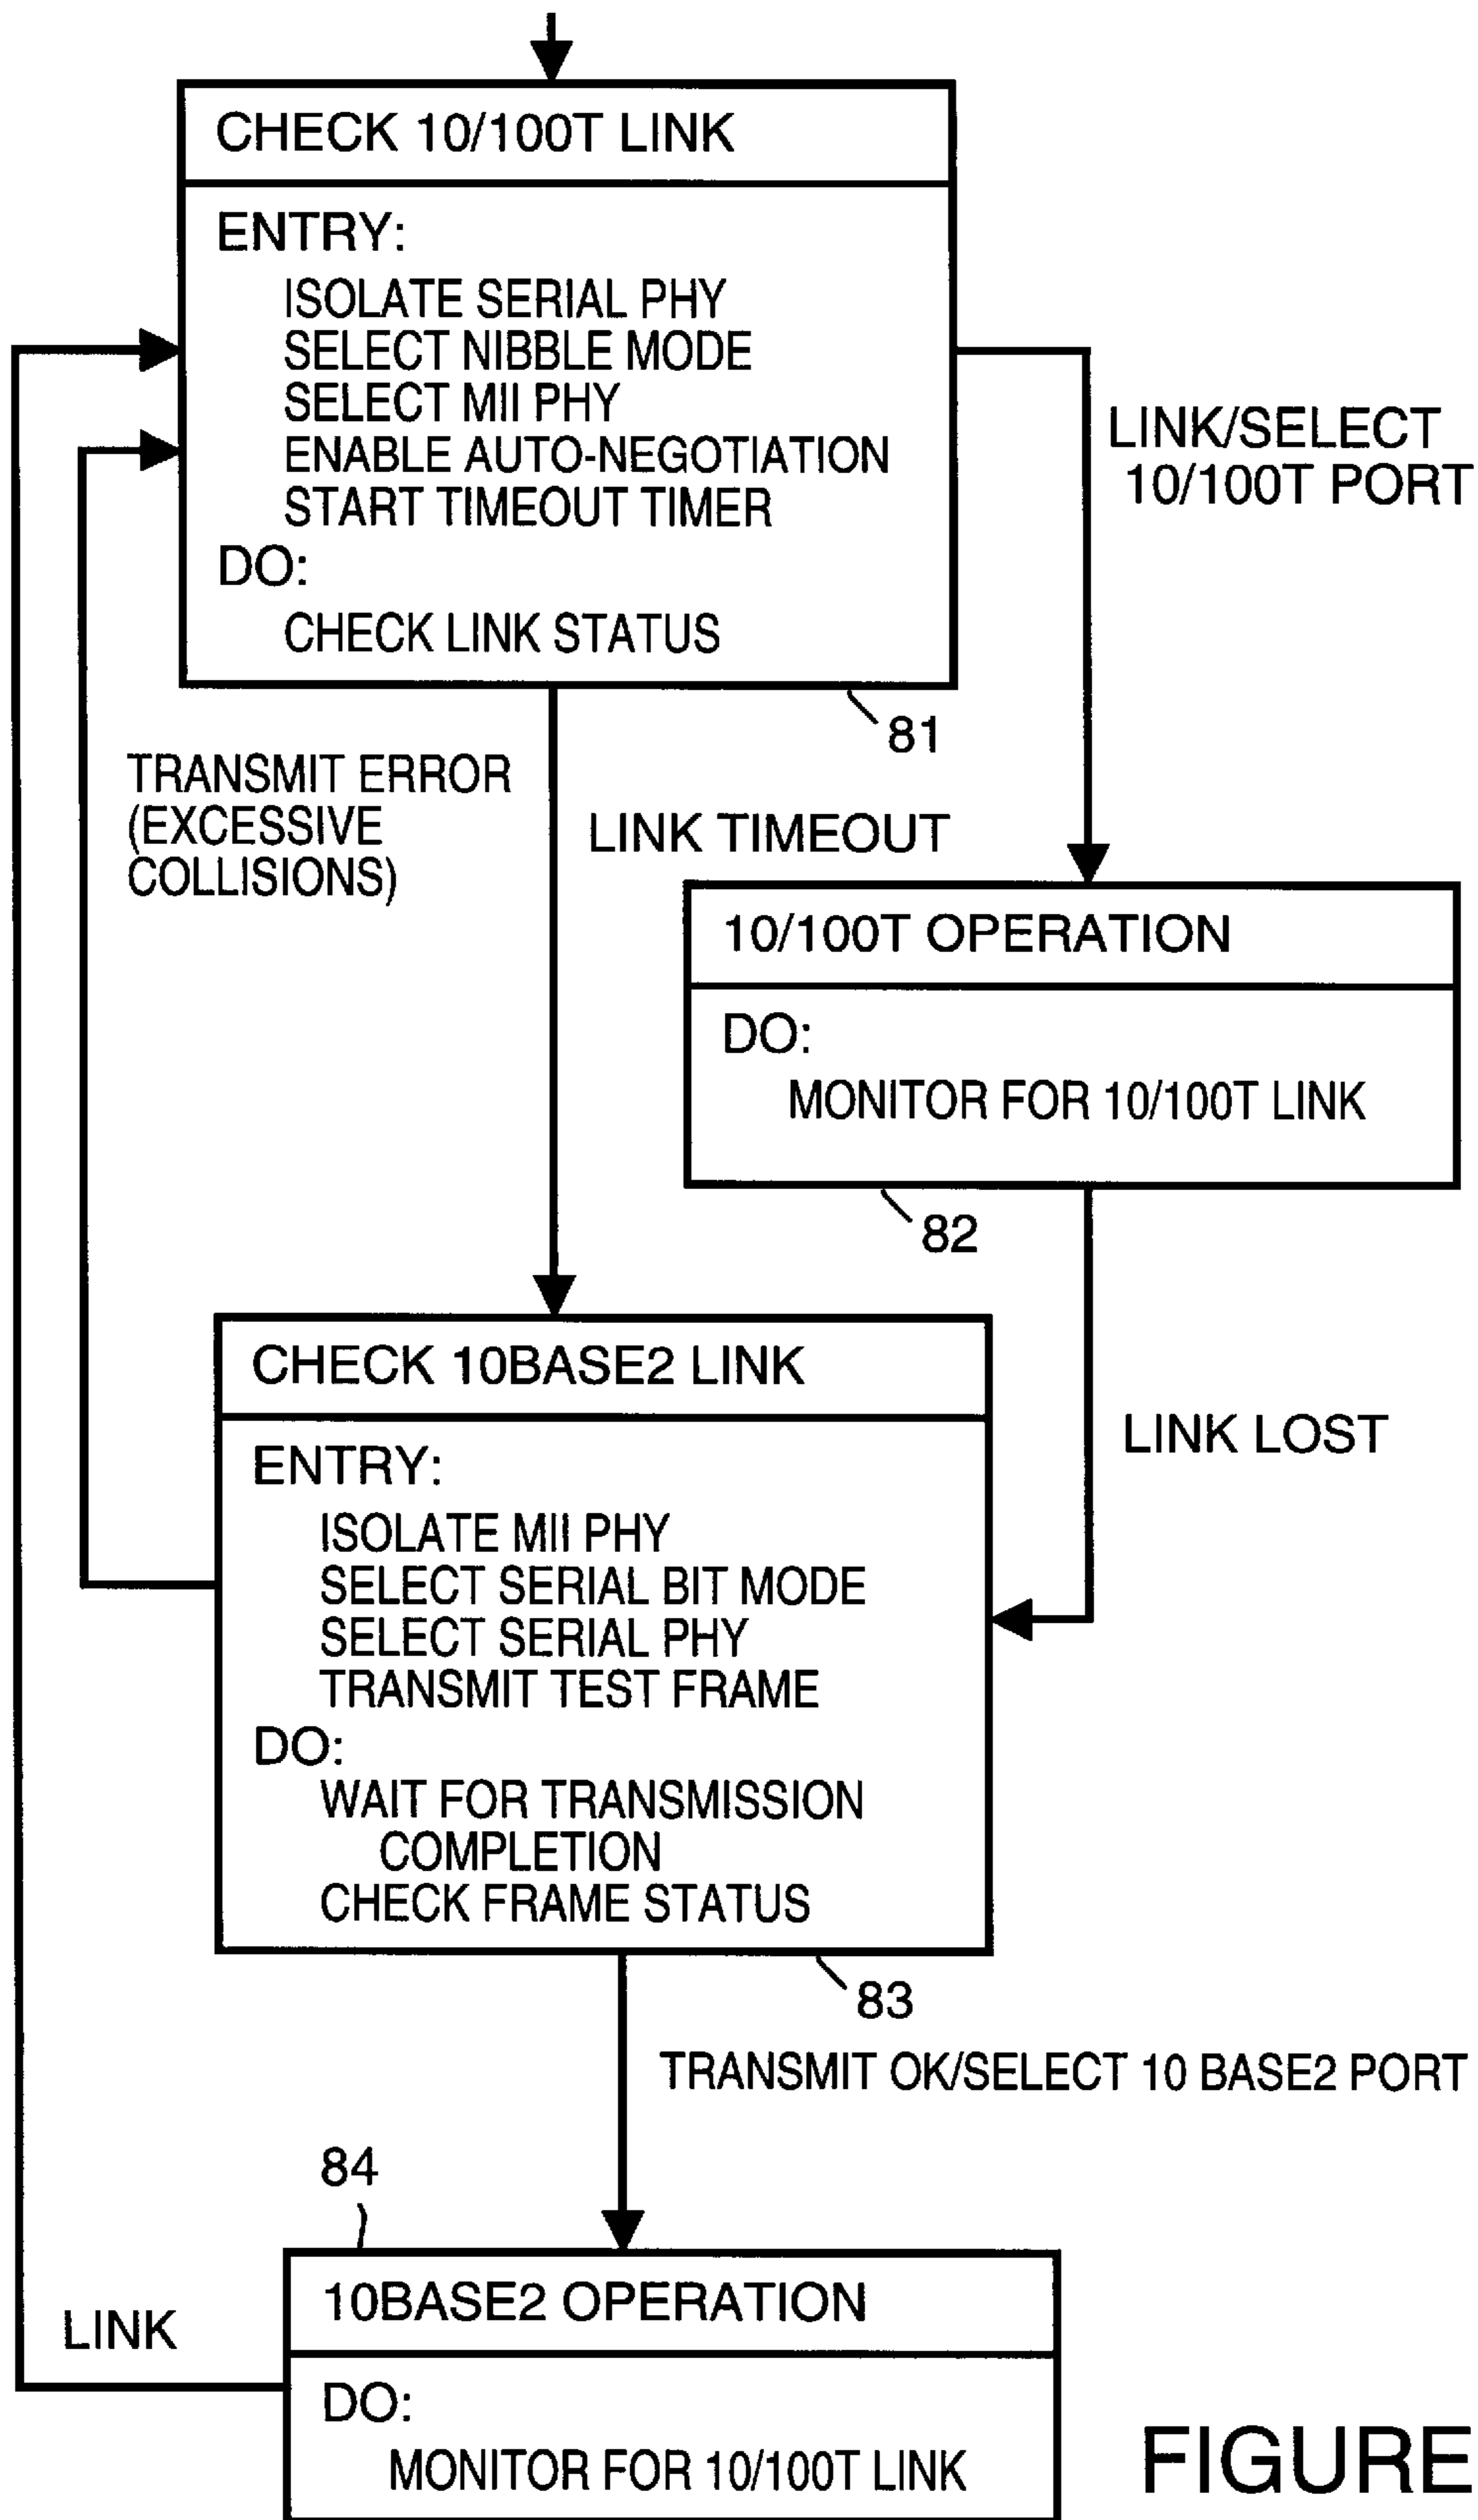 CHECK 10/100T LINK
ENTRY:
ISOLATE SERIAL PHY
SELECT NIBBLE MODE
SELECT MII PHY
ENABLE AUTO-NEGOTIATION
START TIMEOUT TIMER
DO:
CHECK LINK STATUS
81
LINK/SELECT
10/100T PORT
TRANSMIT ERROR
(EXCESSIVE
COLLISIONS)
LINK TIMEOUT
10/100T OPERATION
DO:
MONITOR FOR 10/100T LINK
82
LINK LOST
CHECK 10BASE2 LINK
ENTRY:
ISOLATE MII PHY
SELECT SERIAL BIT MODE
SELECT SERIAL PHY
TRANSMIT TEST FRAME
DO:
WAIT FOR TRANSMISSION
COMPLETION
CHECK FRAME STATUS
83
TRANSMIT OK/SELECT 10 BASE2 PORT
84
10BASE2 OPERATION
DO:
MONITOR FOR 10/100T LINK
LINK
FIGURE